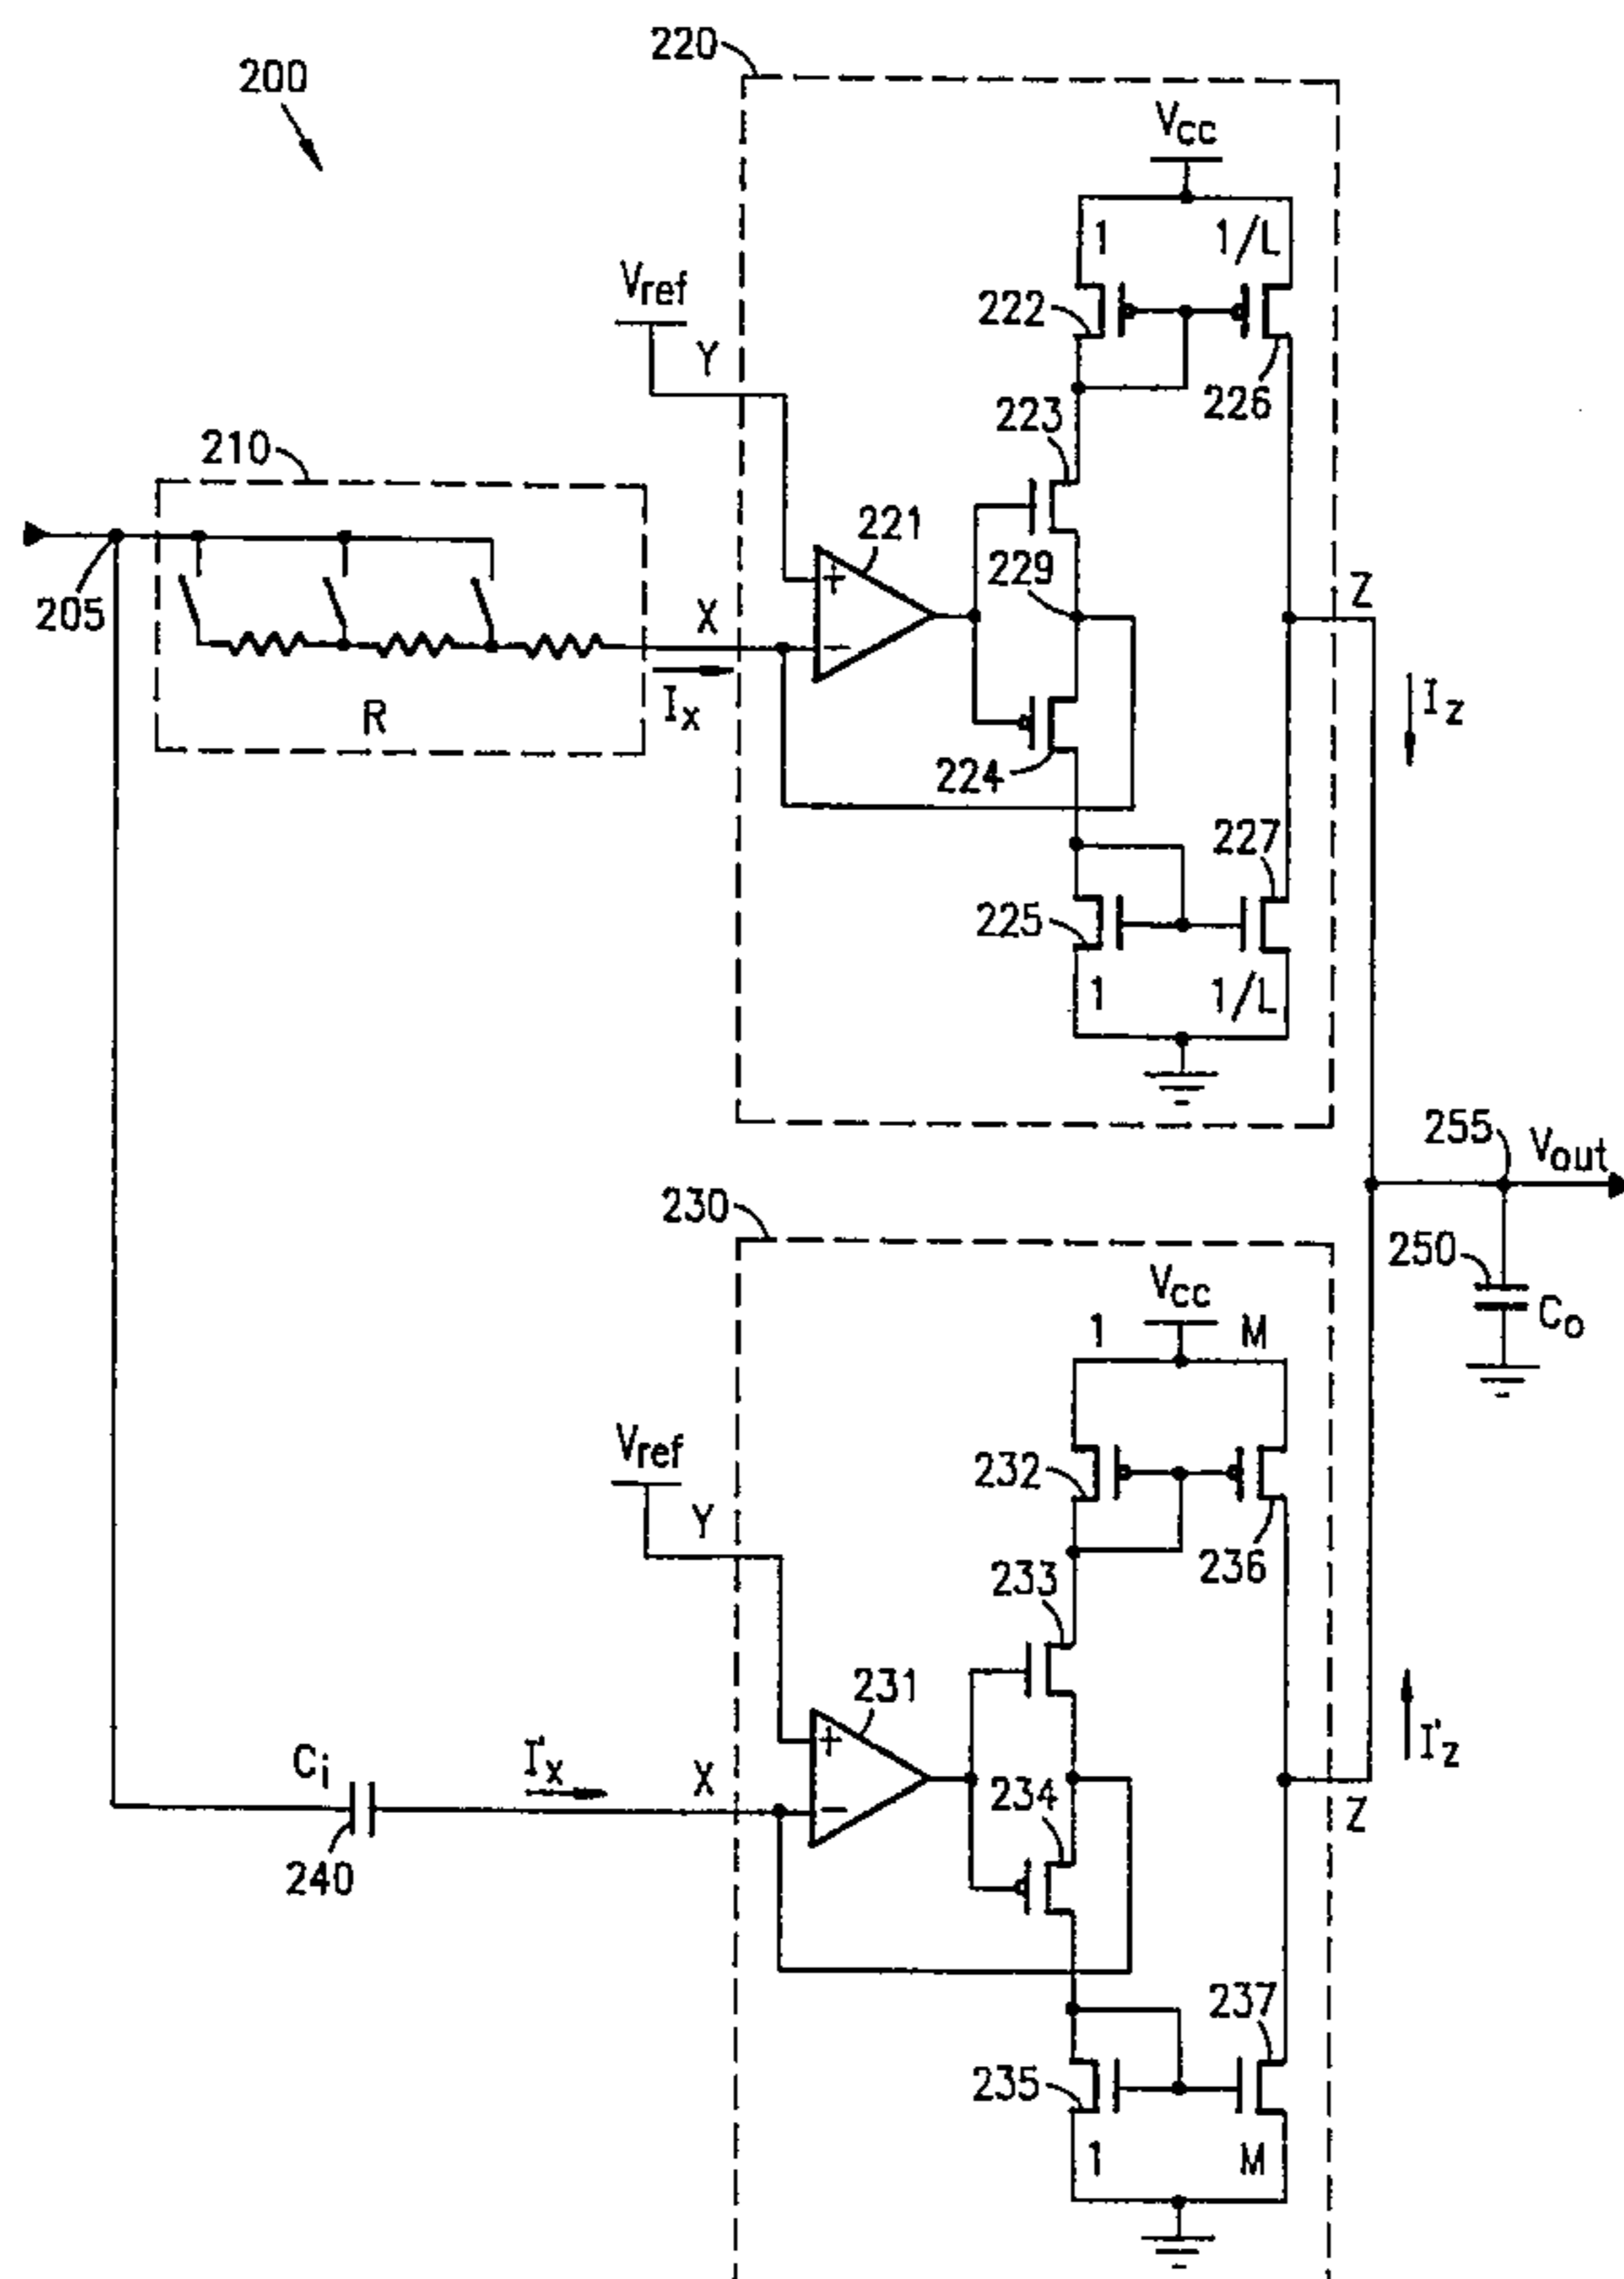 220
200
Vcc
1
1/L
Vref
222
Y
226
223
210
221
229
Z
205
+
X
−
Ix
Iz
R
224
227
225
1
1/L
255
Vout
230
250
Co
Vcc
1
M
Vref
232
Y
236
233
231
+
I'x
I'z
Ci
X
234
−
Z
240
237
235
1
M